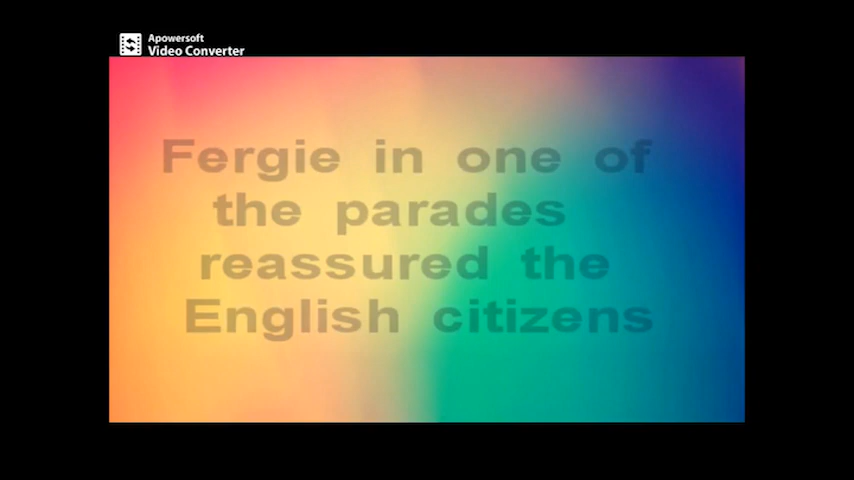 Apowersoft
Video Converter
Fergie in one of
the parades
reassured the
English citizens